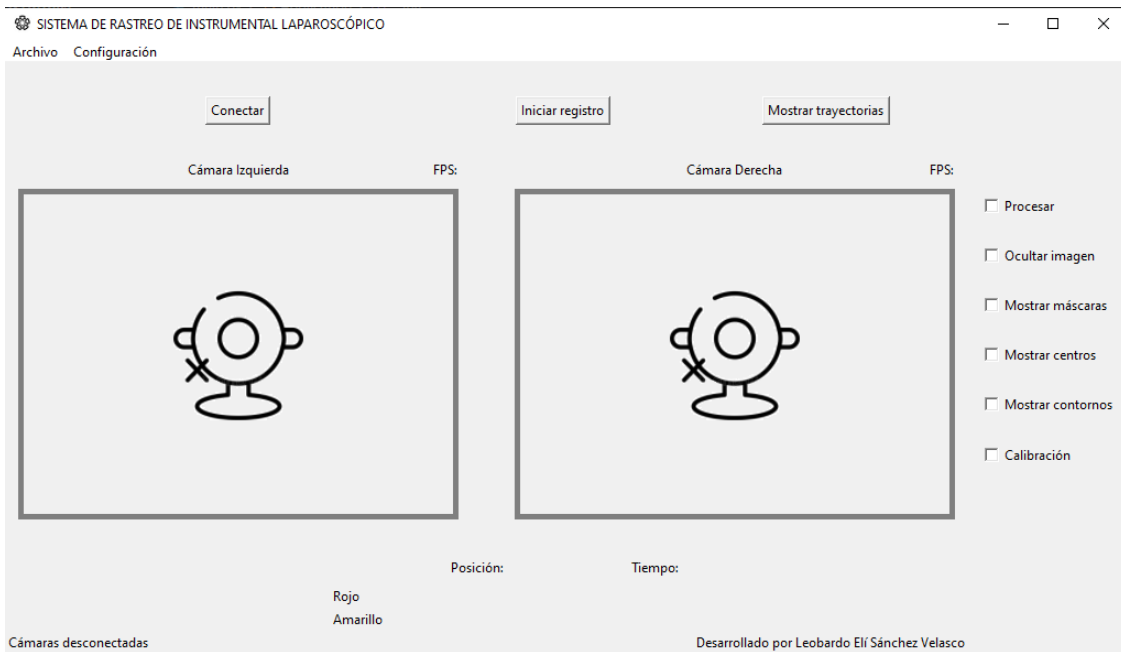 SISTEMA DE RASTREO DE INSTRUMENTAL LAPAROSCÓPICO
Archivo Configuración
Conectar Iniciar registro Mostrar trayectorias
Cámara Izquierda FPS: Cámara Derecha FPS:
Procesar
Ocultar imagen
Mostrar máscaras
Mostrar centros
Mostrar contornos
Calibración
Posición: Tiempo:
Rojo
Amarillo
Cámaras desconectadas Desarrollado por Leobardo Elí Sánchez Velasco